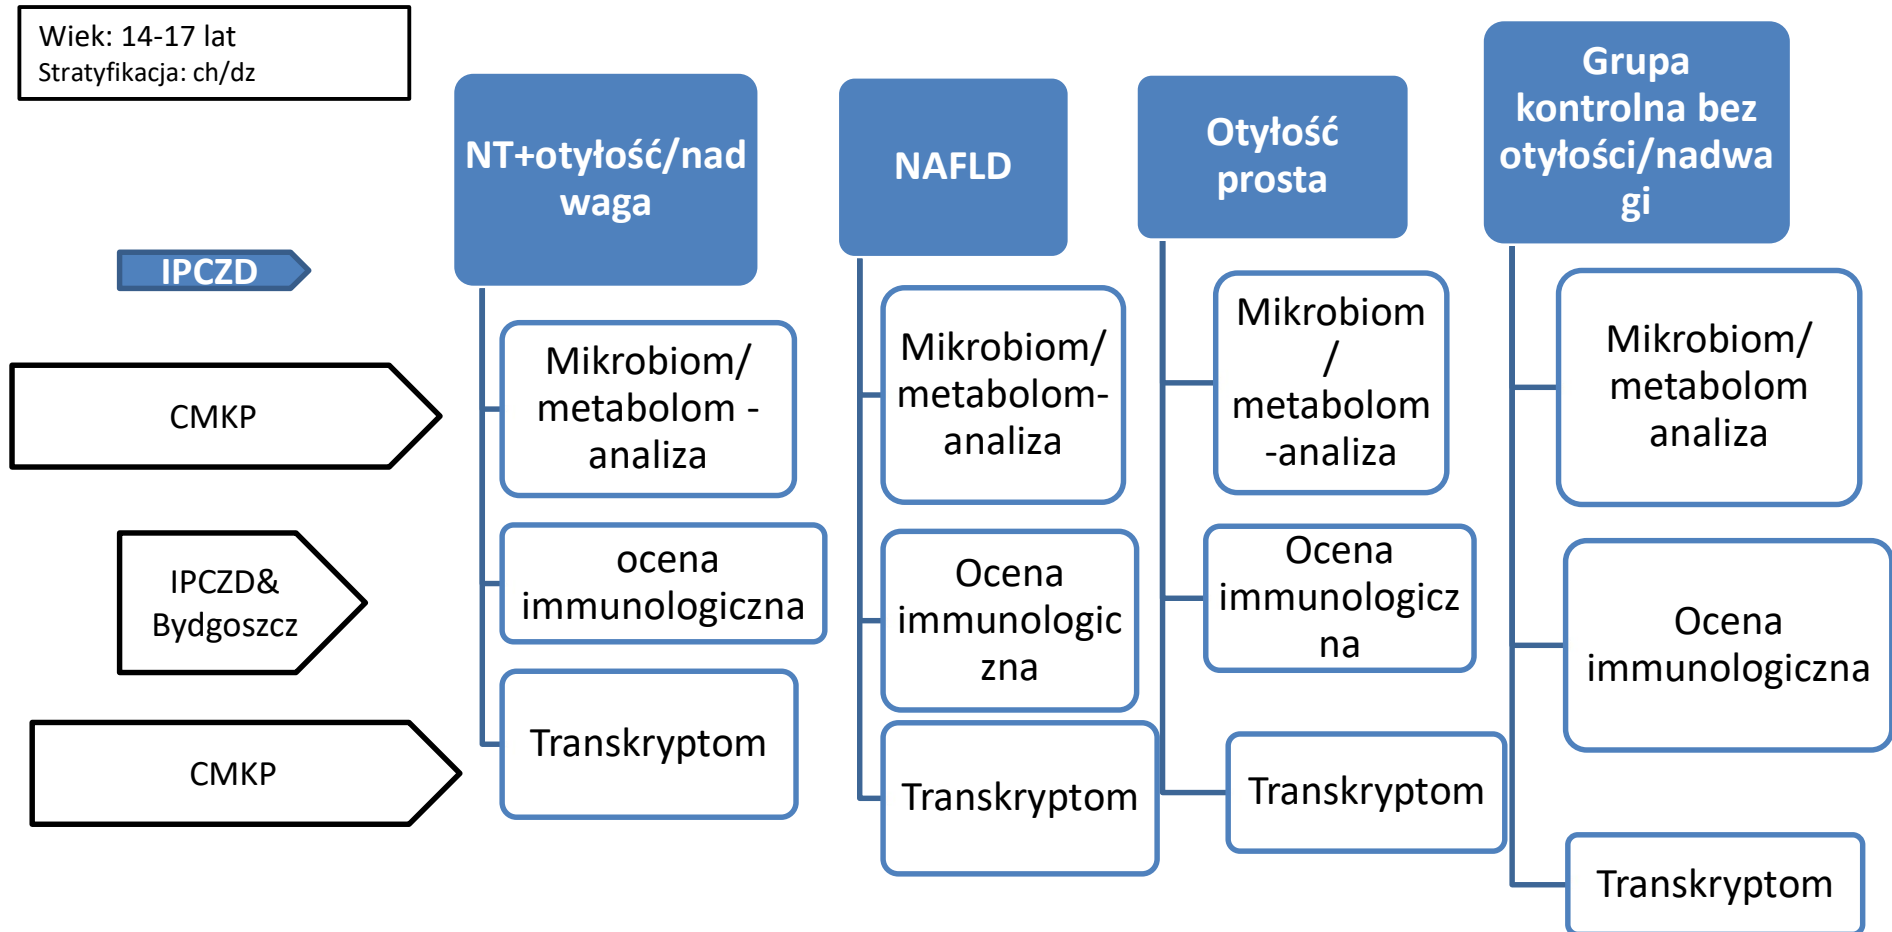 Wiek: 14-17 lat
Stratyfikacja: ch/dz
NT+otyłość/nad
waga
NAFLD
Otyłość
prosta
Grupa
kontrolna bez
otyłości/nadwa
gi
IPCZD
CMKP
Mikrobiom/
metabolom -
analiza
Mikrobiom/
metabolom-
analiza
Mikrobiom
/
metabolom
-analiza
Mikrobiom/
metabolom
analiza
IPCZD&
Bydgoszcz
ocena
immunologiczna
Ocena
immunologic
zna
Ocena
immunologicz
na
Ocena
immunologiczna
CMKP
Transkryptom
Transkryptom
Transkryptom
Transkryptom